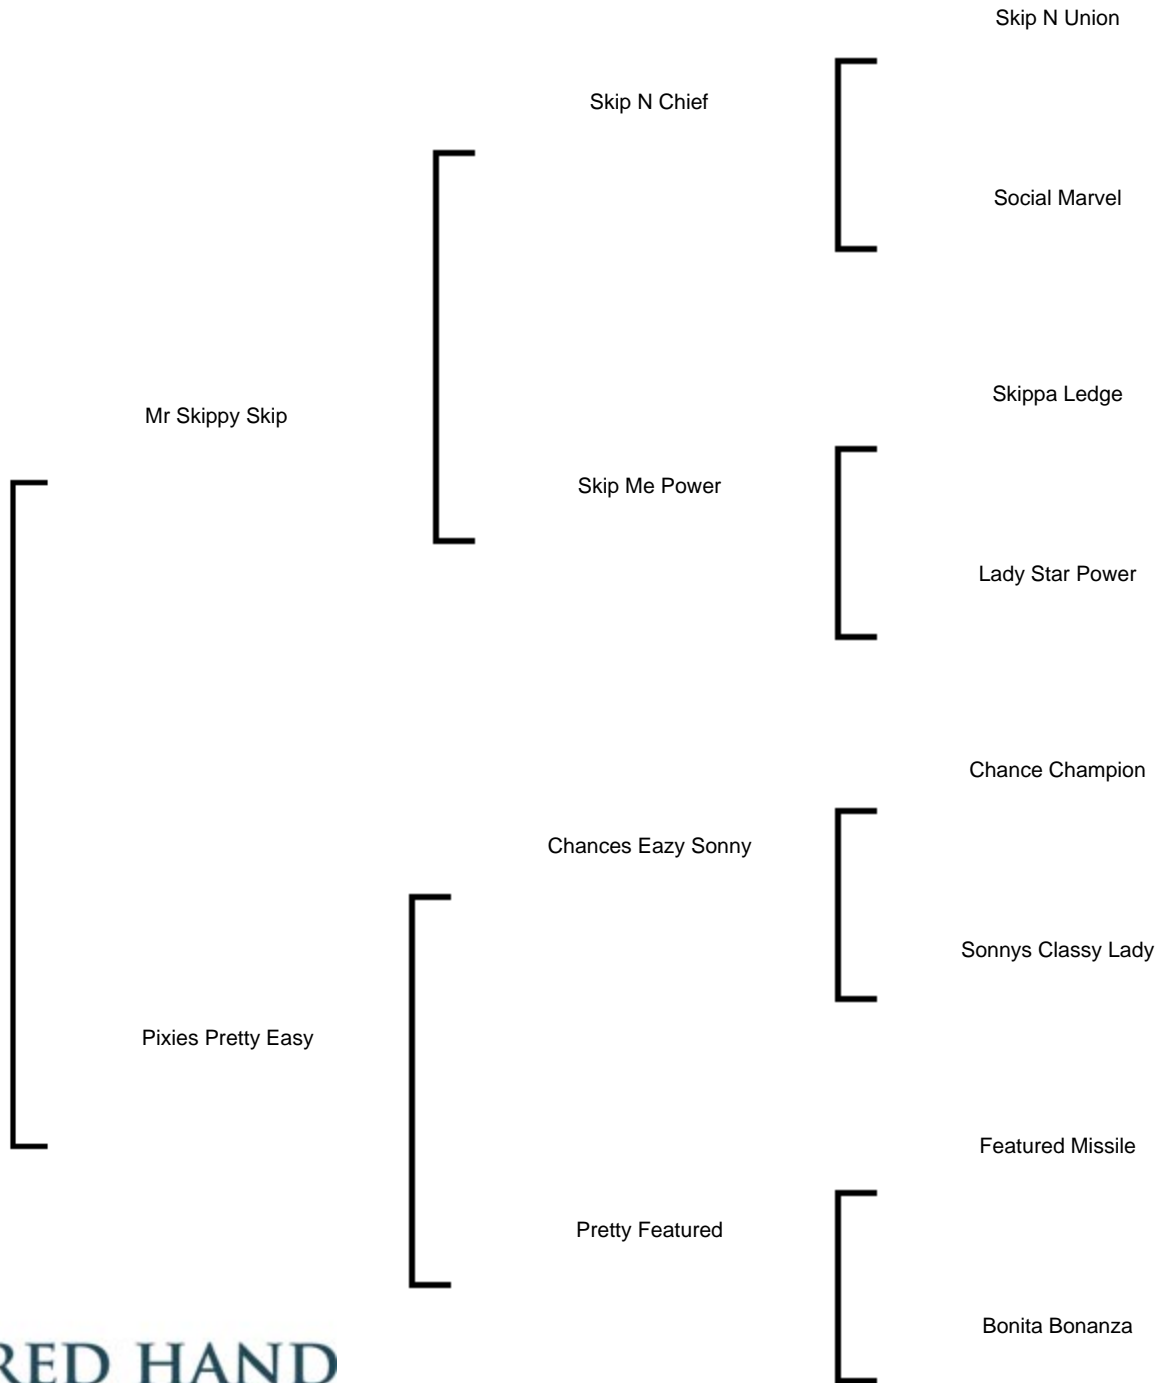 Skip N Union
Skip N Chief
Social Marvel
Mr Skippy Skip
Skippa Ledge
Skip Me Power
Lady Star Power
Chance Champion
Chances Eazy Sonny
Sonnys Classy Lady
Pixies Pretty Easy
Featured Missile
Pretty Featured
Bonita Bonanza
RED HAND